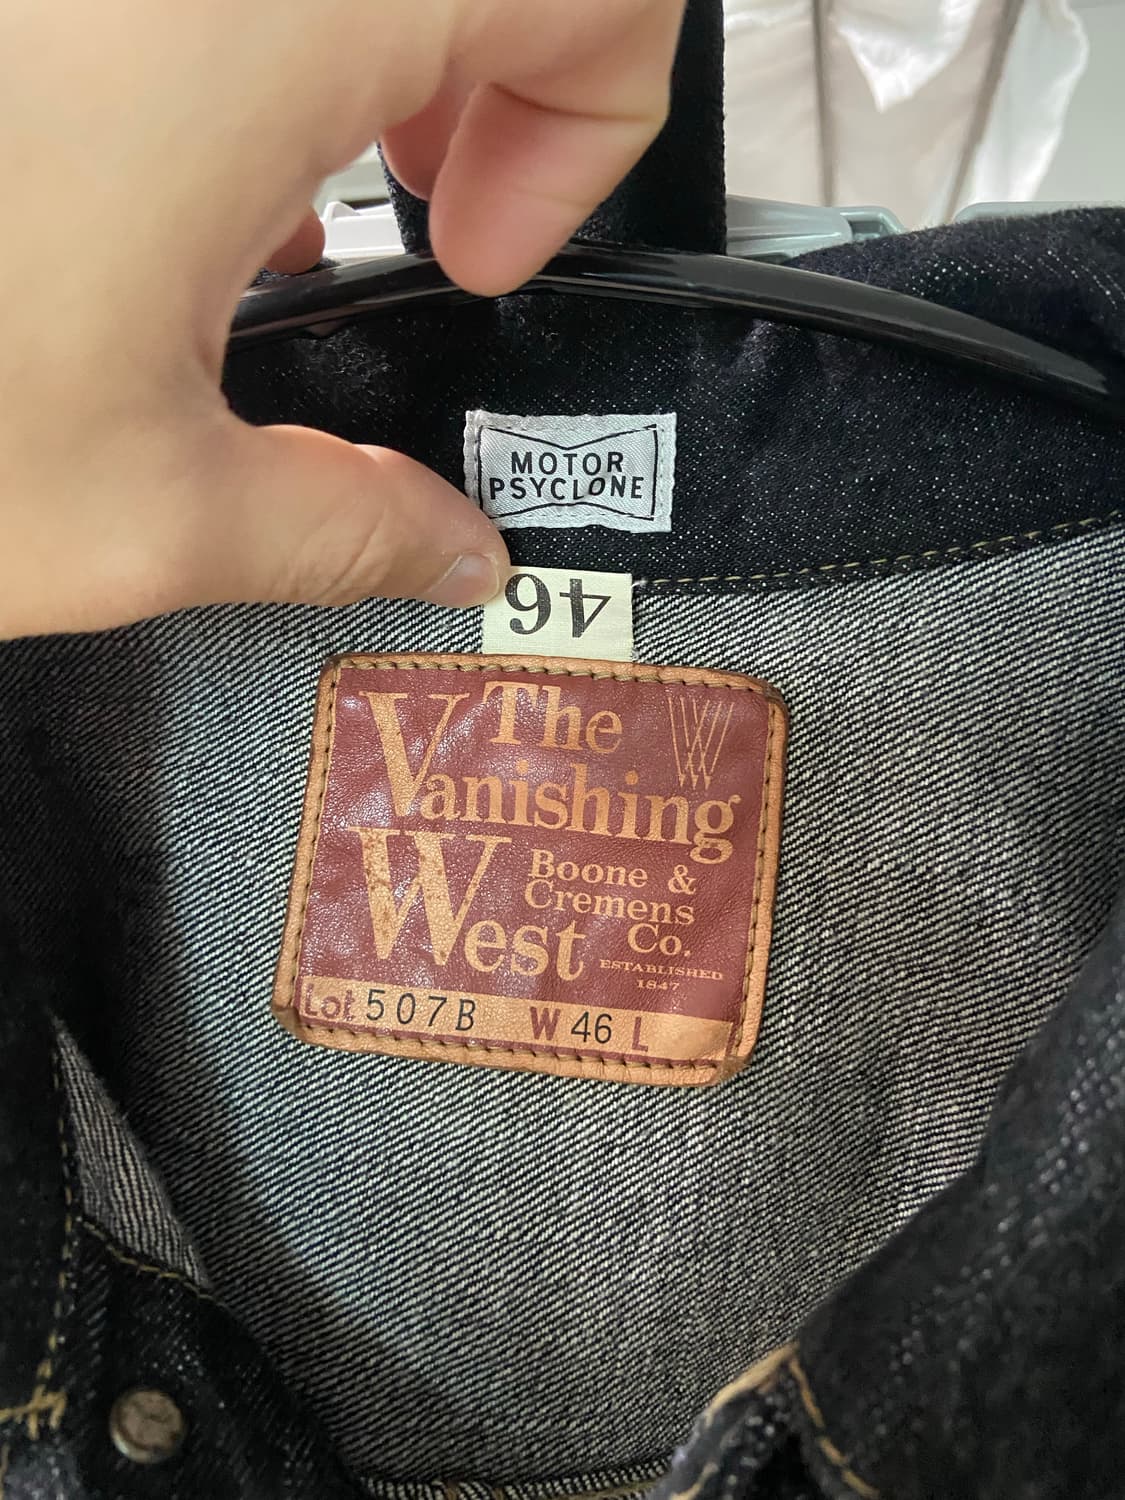 MOTOR
PSYCLONE
46
The
Vanishing
West
Boone &
Cremens
Co.
ESTABLISHED
1847
Lot 507B W 46 L